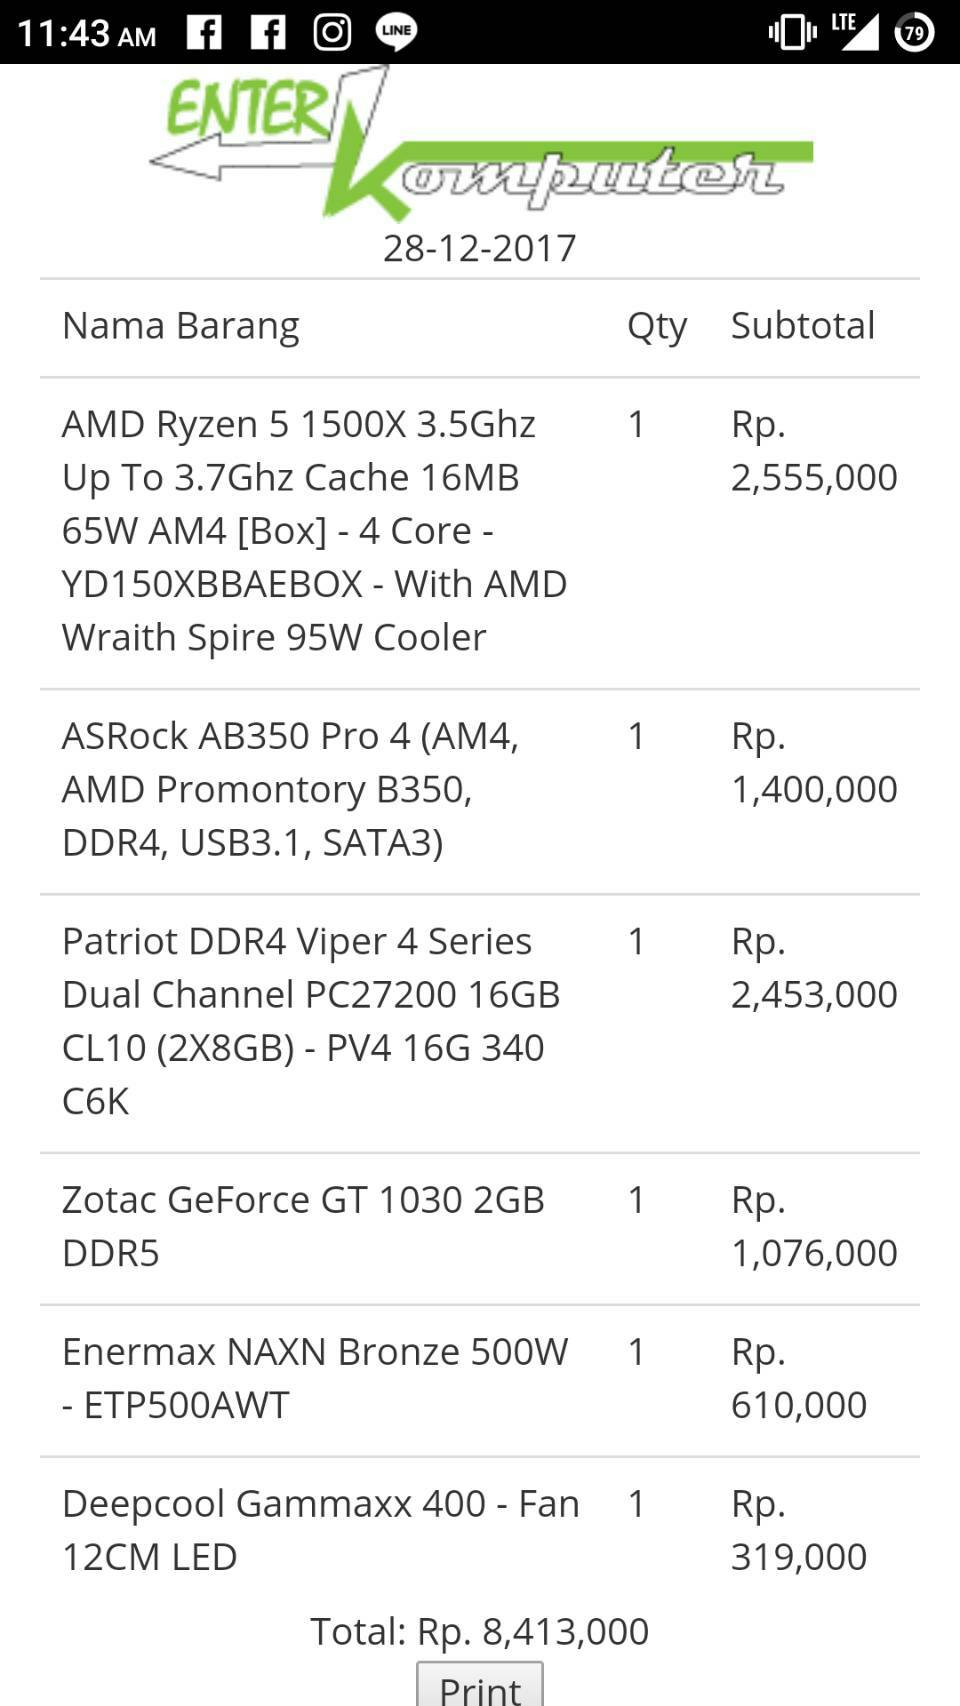 11:43 AM LINE LTE 79
ENTER
Komputer
28-12-2017
Nama Barang Qty Subtotal
AMD Ryzen 5 1500X 3.5Ghz 1 Rp.
Up To 3.7Ghz Cache 16MB 2,555,000
65W AM4 [Box] - 4 Core -
YD150XBBAEBOX - With AMD
Wraith Spire 95W Cooler
ASRock AB350 Pro 4 (AM4, 1 Rp.
AMD Promontory B350, 1,400,000
DDR4, USB3.1, SATA3)
Patriot DDR4 Viper 4 Series 1 Rp.
Dual Channel PC27200 16GB 2,453,000
CL10 (2X8GB) - PV4 16G 340
C6K
Zotac GeForce GT 1030 2GB 1 Rp.
DDR5 1,076,000
Enermax NAXN Bronze 500W 1 Rp.
- ETP500AWT 610,000
Deepcool Gammaxx 400 - Fan 1 Rp.
12CM LED 319,000
Total: Rp. 8,413,000
Print